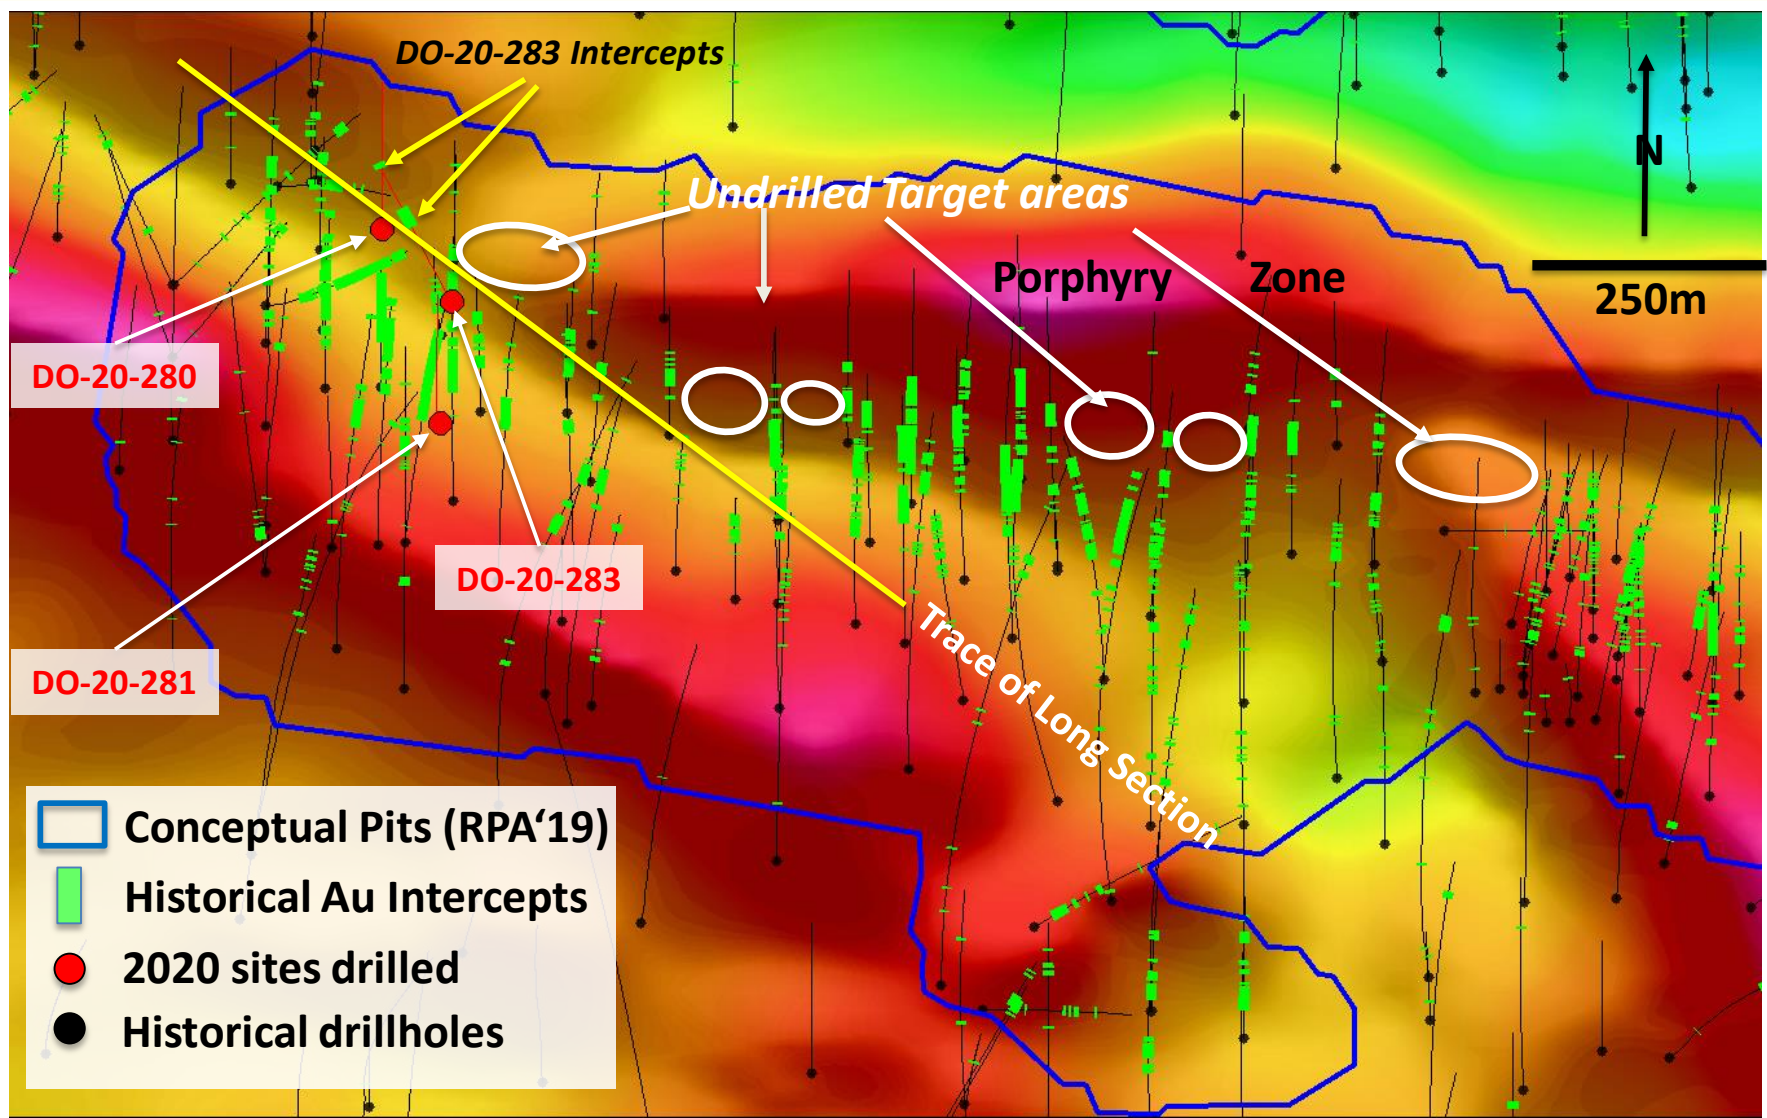 DO-20-283 Intercepts
N
Undrilled Target areas
Porphyry Zone
250m
DO-20-280
DO-20-283
DO-20-281
Trace of Long Section
Conceptual Pits (RPA‘19)
Historical Au Intercepts
2020 sites drilled
Historical drillholes